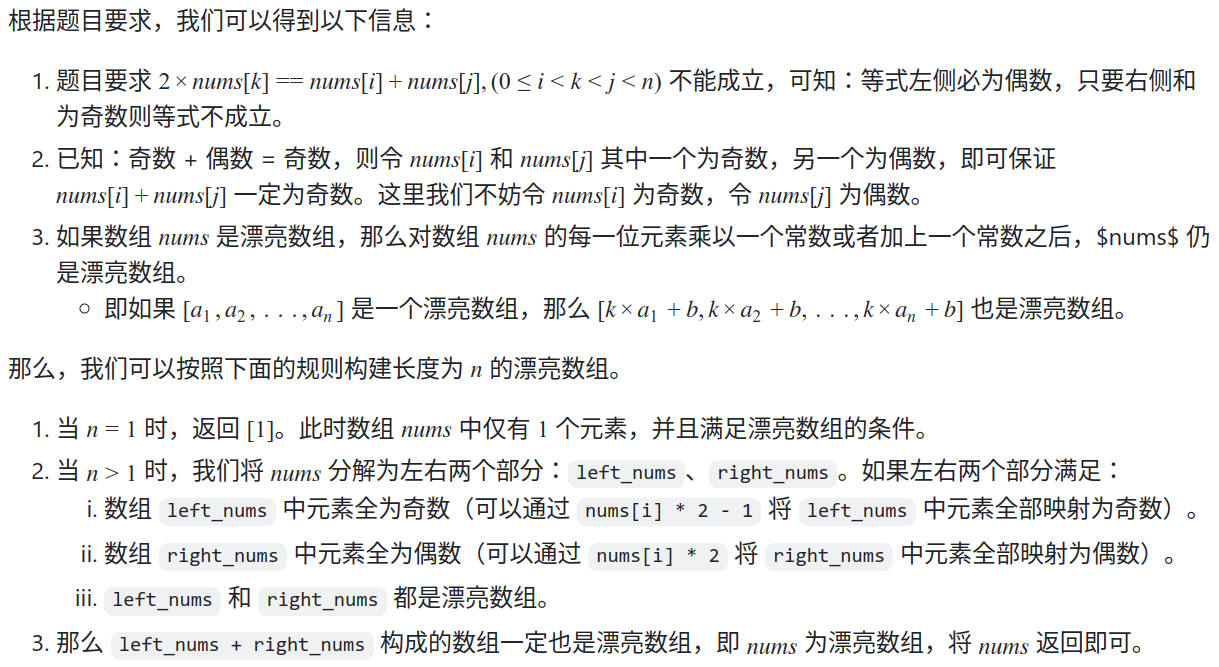 根据题目要求，我们可以得到以下信息：
1. 题目要求 2 × nums[k] == nums[i] + nums[j], (0 ≤ i < k < j < n) 不能成立，可知：等式左侧必为偶数，只要右侧和
为奇数则等式不成立。
2. 已知：奇数 + 偶数 = 奇数，则令 nums[i] 和 nums[j] 其中一个为奇数，另一个为偶数，即可保证
nums[i] + nums[j] 一定为奇数。这里我们不妨令 nums[i] 为奇数，令 nums[j] 为偶数。
3. 如果数组 nums 是漂亮数组，那么对数组 nums 的每一位元素乘以一个常数或者加上一个常数之后，$nums$ 仍
是漂亮数组。
○ 即如果 [a₁, a₂, . . . , aₙ] 是一个漂亮数组，那么 [k × a₁ + b, k × a₂ + b, . . . , k × aₙ + b] 也是漂亮数组。
那么，我们可以按照下面的规则构建长度为 n 的漂亮数组。
1. 当 n = 1 时，返回 [1]。此时数组 nums 中仅有 1 个元素，并且满足漂亮数组的条件。
2. 当 n > 1 时，我们将 nums 分解为左右两个部分：left_nums、right_nums。如果左右两个部分满足：
i. 数组 left_nums 中元素全为奇数（可以通过 nums[i] * 2 - 1 将 left_nums 中元素全部映射为奇数）。
ii. 数组 right_nums 中元素全为偶数（可以通过 nums[i] * 2 将 right_nums 中元素全部映射为偶数）。
iii. left_nums 和 right_nums 都是漂亮数组。
3. 那么 left_nums + right_nums 构成的数组一定也是漂亮数组，即 nums 为漂亮数组，将 nums 返回即可。